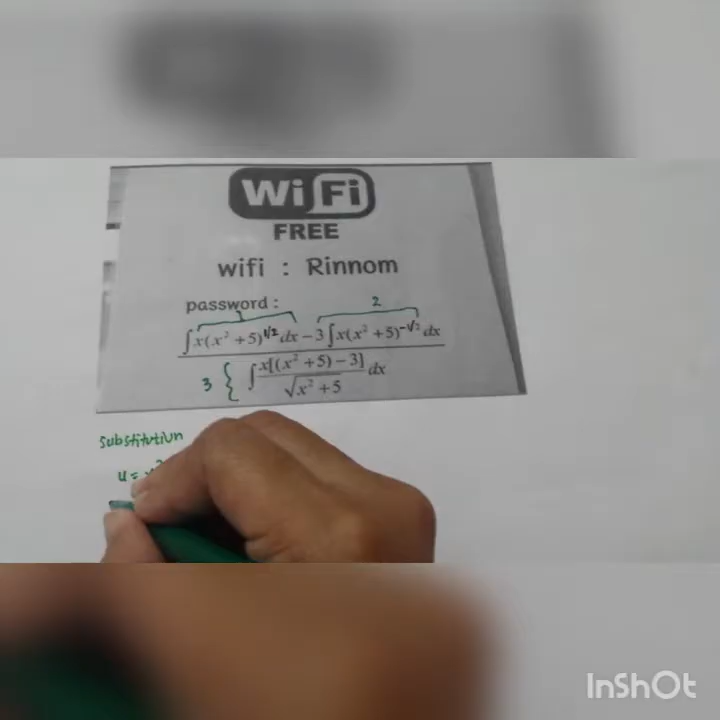 WiFi
FREE
wifi : Rinnom
password :
1 2
∫x(x² + 5)^1/2 dx − 3∫x(x² + 5)^−1/2 dx
3 { ∫ x[(x² + 5) − 3] / √x² + 5 dx
substitution
u =
InShOt